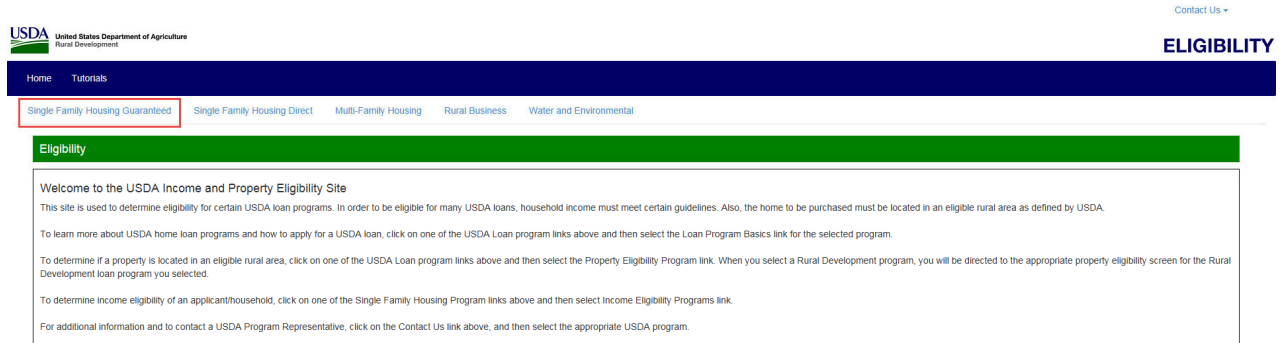 Contact Us
USDA United States Department of Agriculture
Rural Development
ELIGIBILITY
Home Tutorials
Single Family Housing Guaranteed Single Family Housing Direct Multi-Family Housing Rural Business Water and Environmental
Eligibility
Welcome to the USDA Income and Property Eligibility Site
This site is used to determine eligibility for certain USDA loan programs. In order to be eligible for many USDA loans, household income must meet certain guidelines. Also, the home to be purchased must be located in an eligible rural area as defined by USDA.
To learn more about USDA home loan programs and how to apply for a USDA loan, click on one of the USDA Loan program links above and then select the Loan Program Basics link for the selected program.
To determine if a property is located in an eligible rural area, click on one of the USDA Loan program links above and then select the Property Eligibility Program link. When you select a Rural Development program, you will be directed to the appropriate property eligibility screen for the Rural
Development loan program you selected.
To determine income eligibility of an applicant/household, click on one of the Single Family Housing Program links above and then select Income Eligibility Programs link.
For additional information and to contact a USDA Program Representative, click on the Contact Us link above, and then select the appropriate USDA program.